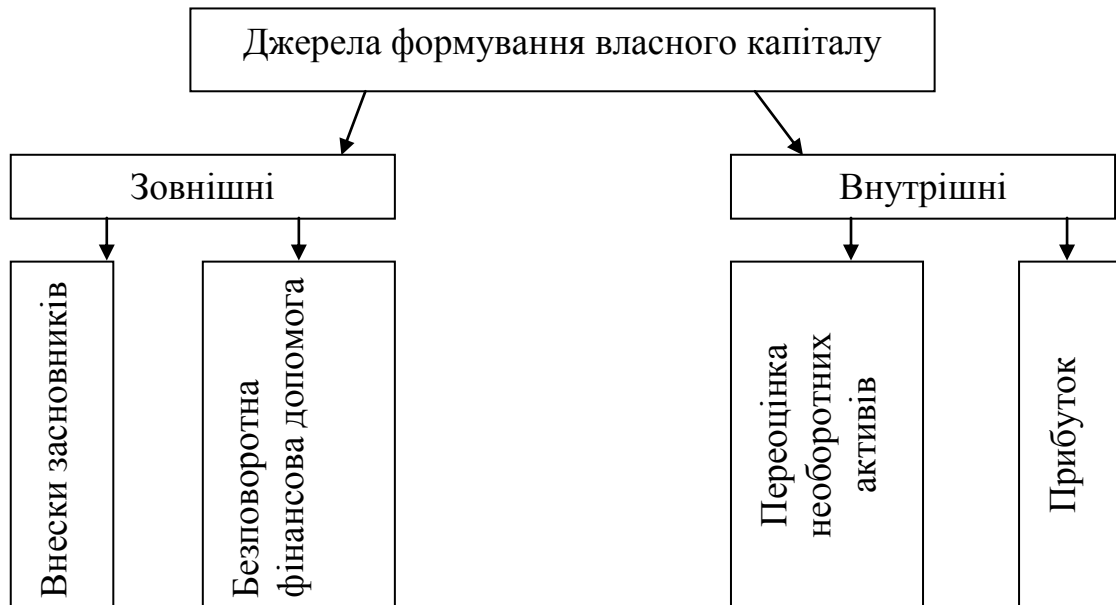 Джерела формування власного капіталу
Зовнішні
Внутрішні
Внески засновників
Безповоротна
фінансова допомога
Переоцінка
необоротних
активів
Прибуток